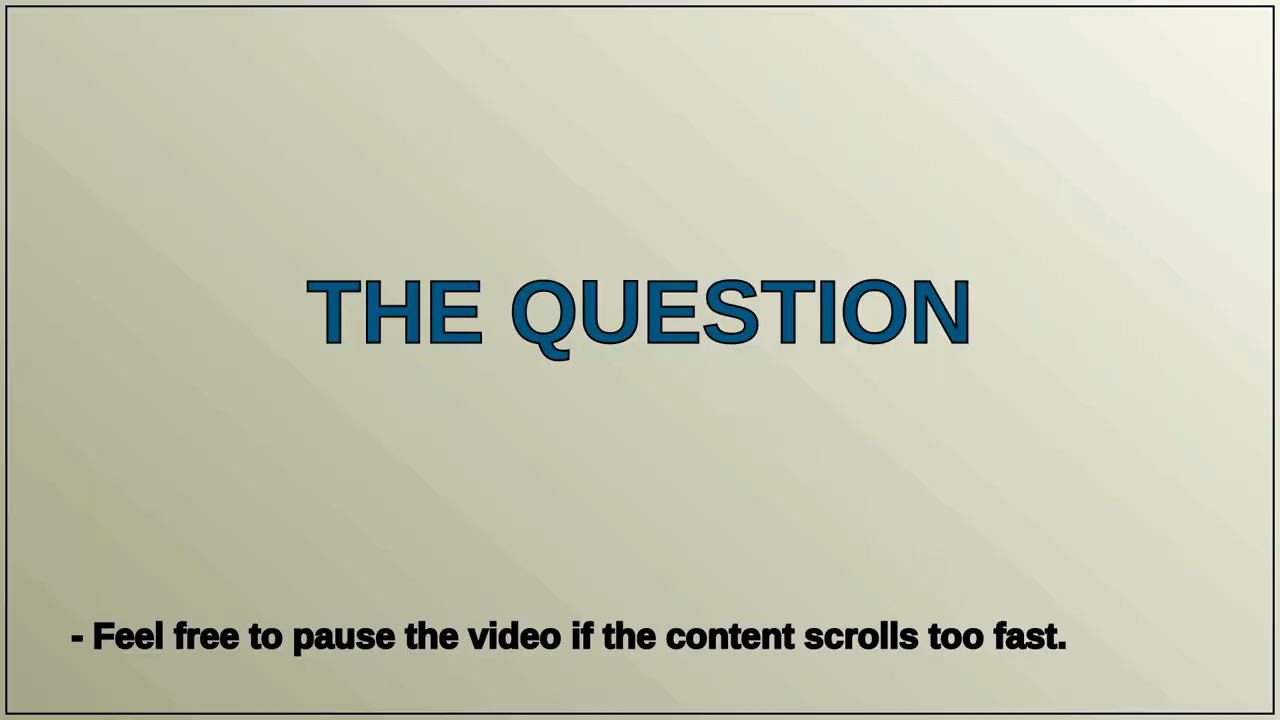 THE QUESTION
- Feel free to pause the video if the content scrolls too fast.